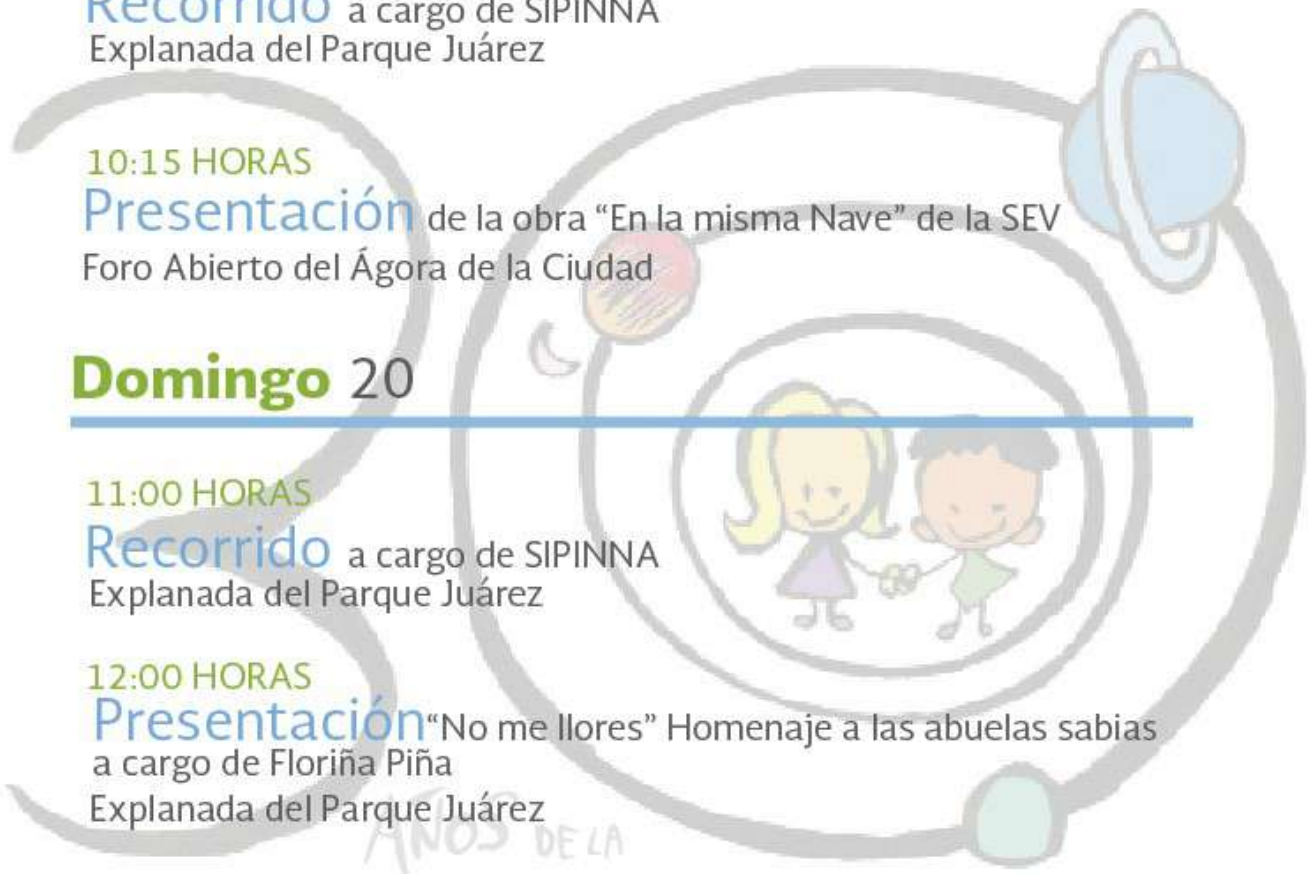 Recorrido a cargo de SIPINNA
Explanada del Parque Juárez
10:15 HORAS
Presentación de la obra “En la misma Nave” de la SEV
Foro Abierto del Ágora de la Ciudad
Domingo 20
11:00 HORAS
Recorrido a cargo de SIPINNA
Explanada del Parque Juárez
12:00 HORAS
Presentación “No me llores” Homenaje a las abuelas sabias
a cargo de Floriña Piña
Explanada del Parque Juárez
AÑOS DE LA